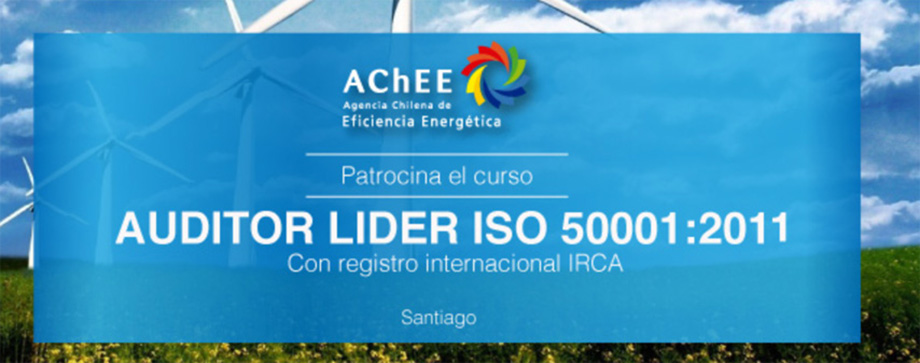 AChEE
Agencia Chilena de
Eficiencia Energética
Patrocina el curso
AUDITOR LIDER ISO 50001:2011
Con registro internacional IRCA
Santiago